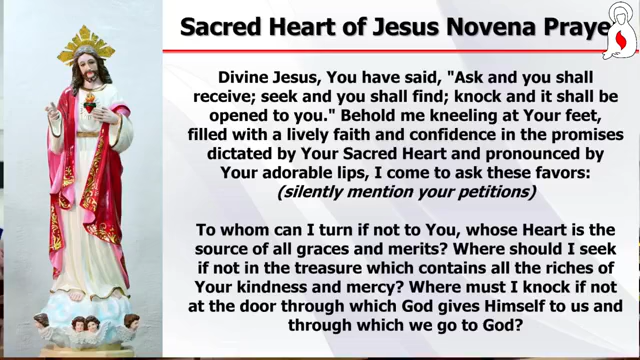 Sacred Heart of Jesus Novena Praye
Divine Jesus, You have said, "Ask and you shall
receive; seek and you shall find; knock and it shall be
opened to you." Behold me kneeling at Your feet,
filled with a lively faith and confidence in the promises
dictated by Your Sacred Heart and pronounced by
Your adorable lips, I come to ask these favors:
(silently mention your petitions)
To whom can I turn if not to You, whose Heart is the
source of all graces and merits? Where should I seek
if not in the treasure which contains all the riches of
Your kindness and mercy? Where must I knock if not
at the door through which God gives Himself to us and
through which we go to God?